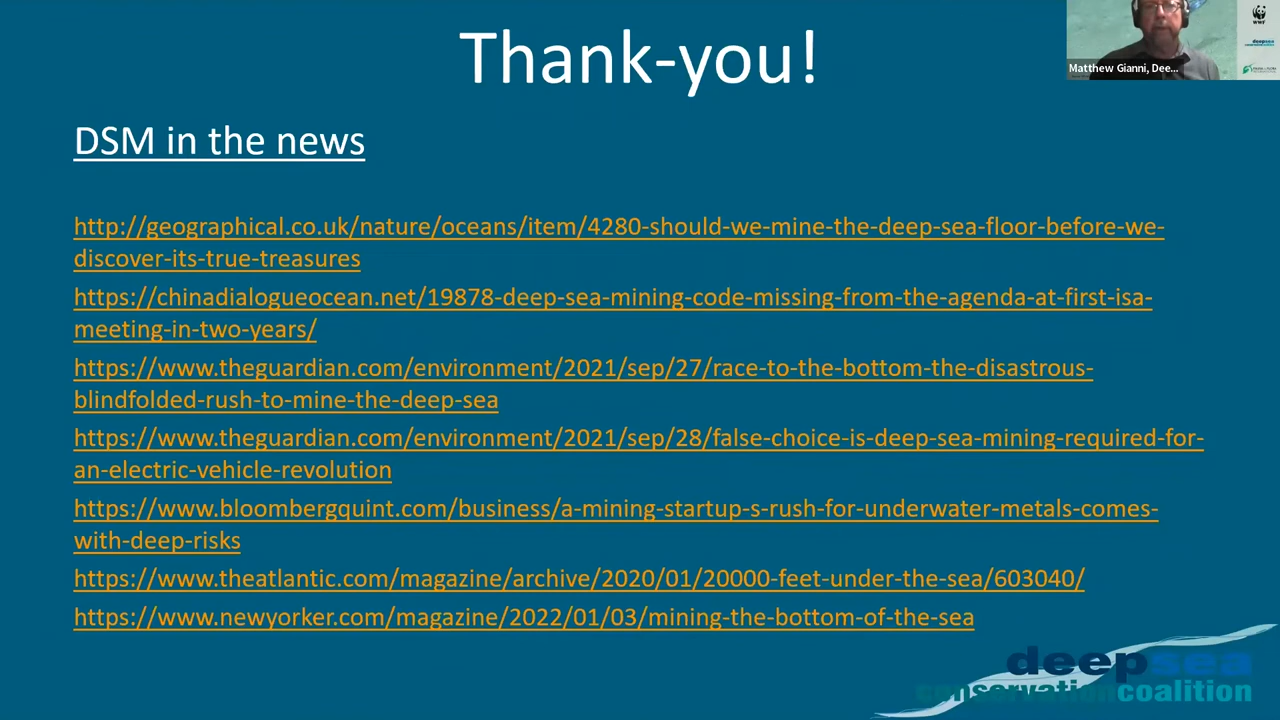 Thank-you!
WWF
deepsea
Matthew Gianni, Dee...
DSM in the news
http://geographical.co.uk/nature/oceans/item/4280-should-we-mine-the-deep-sea-floor-before-we-
discover-its-true-treasures
https://chinadialogueocean.net/19878-deep-sea-mining-code-missing-from-the-agenda-at-first-isa-
meeting-in-two-years/
https://www.theguardian.com/environment/2021/sep/27/race-to-the-bottom-the-disastrous-
blindfolded-rush-to-mine-the-deep-sea
https://www.theguardian.com/environment/2021/sep/28/false-choice-is-deep-sea-mining-required-for-
an-electric-vehicle-revolution
https://www.bloombergquint.com/business/a-mining-startup-s-rush-for-underwater-metals-comes-
with-deep-risks
https://www.theatlantic.com/magazine/archive/2020/01/20000-feet-under-the-sea/603040/
https://www.newyorker.com/magazine/2022/01/03/mining-the-bottom-of-the-sea
deepsea
conservationcoalition